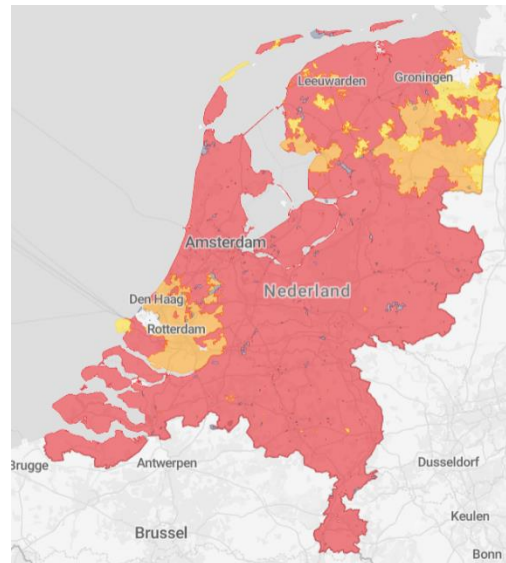 Leeuwarden
Groningen
Amsterdam
Den Haag
Nederland
Rotterdam
Brugge
Antwerpen
Dusseldorf
Brussel
Keulen
Bonn